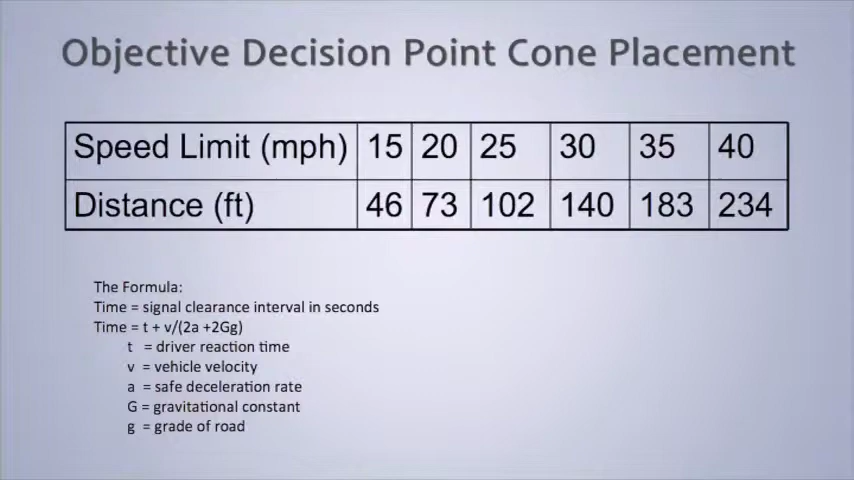 Objective Decision Point Cone Placement
Speed Limit (mph) 15 20 25 30 35 40
Distance (ft) 46 73 102 140 183 234
The Formula:
Time = signal clearance interval in seconds
Time = t + v/(2a +2Gg)
t = driver reaction time
v = vehicle velocity
a = safe deceleration rate
G = gravitational constant
g = grade of road